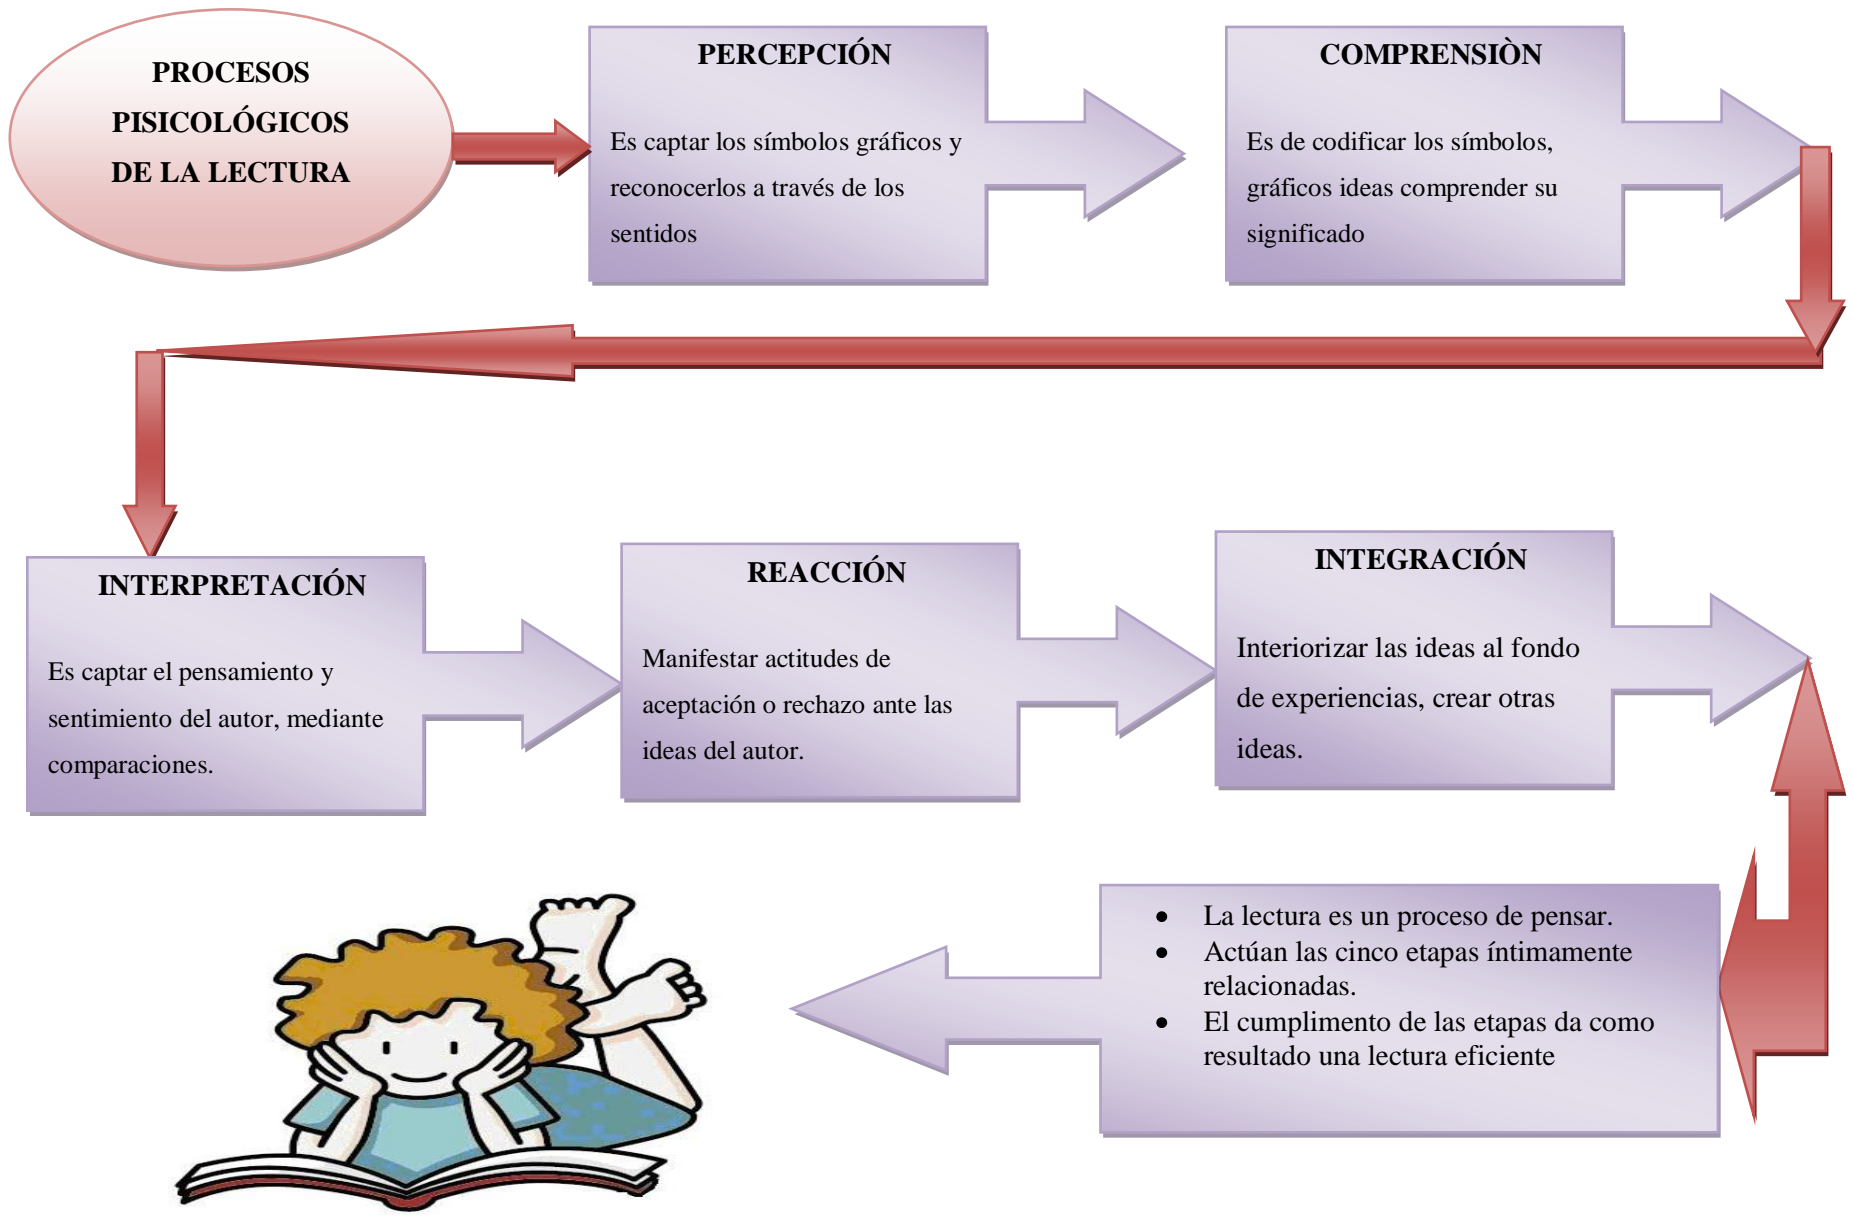 PROCESOS
PISICOLÓGICOS
DE LA LECTURA
PERCEPCIÓN
Es captar los símbolos gráficos y
reconocerlos a través de los
sentidos
COMPRENSIÒN
Es de codificar los símbolos,
gráficos ideas comprender su
significado
INTERPRETACIÓN
Es captar el pensamiento y
sentimiento del autor, mediante
comparaciones.
REACCIÓN
Manifestar actitudes de
aceptación o rechazo ante las
ideas del autor.
INTEGRACIÓN
Interiorizar las ideas al fondo
de experiencias, crear otras
ideas.
• La lectura es un proceso de pensar.
• Actúan las cinco etapas íntimamente
relacionadas.
• El cumplimento de las etapas da como
resultado una lectura eficiente